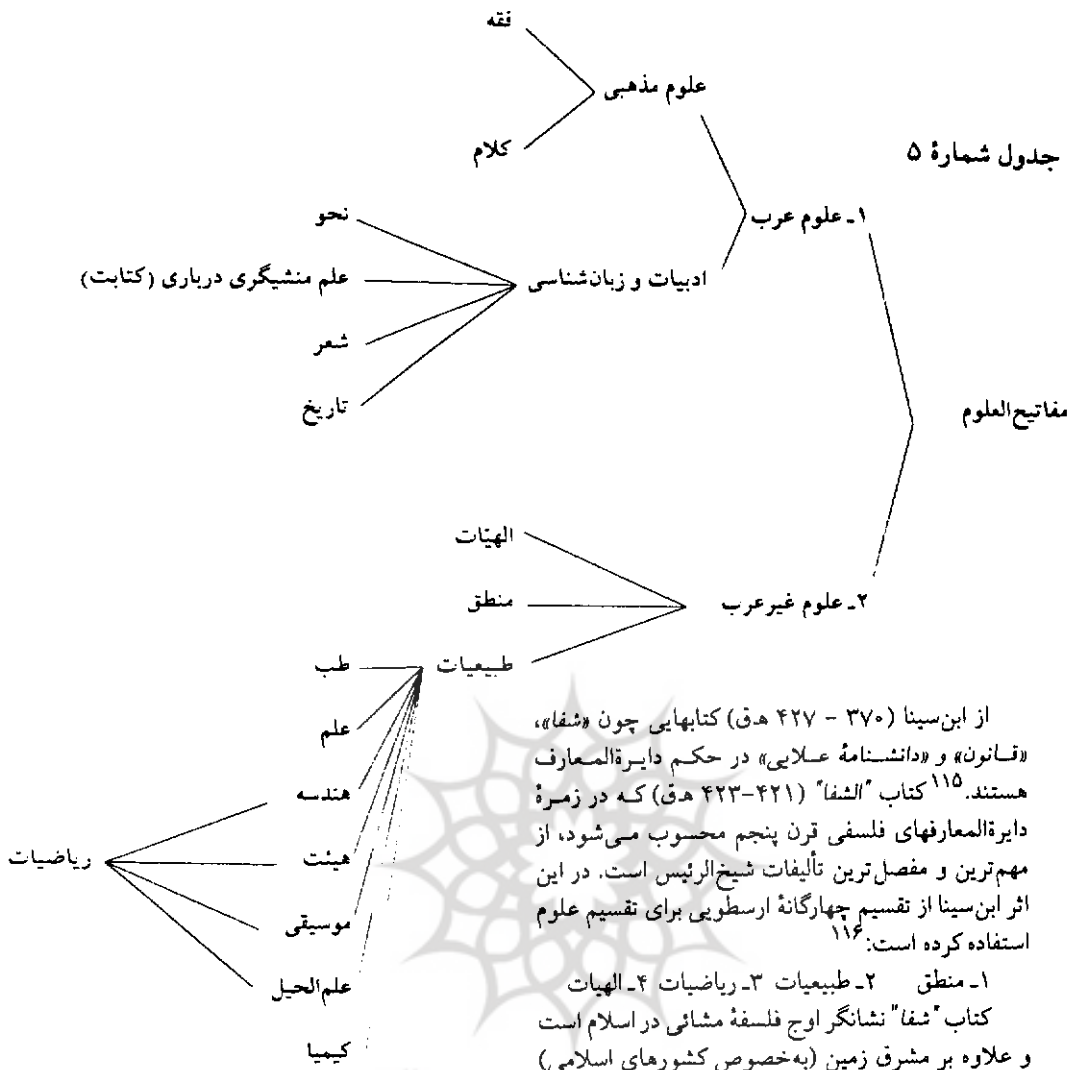 جدول شمارهٔ ۵
مفاتیح‌العلوم
۱ـ علوم عرب
علوم مذهبی
فقه
کلام
ادبیات و زبان‌شناسی
نحو
علم منشیگری درباری (کتابت)
شعر
تاریخ
۲ـ علوم غیرعرب
الهیّات
منطق
طبیعیات
طب
علم
هندسه
هیئت
موسیقی
علم‌الحیل
کیمیا
ریاضیات
از ابن‌سینا (۳۷۰ - ۴۲۷ ه‍.ق) کتابهایی چون «شفا»،
«قانون» و «دانشنامهٔ علایی» در حکم دایرةالمعارف
هستند.۱۱۵ کتاب "الشفا" (۴۲۱-۴۲۳ ه‍.ق) که در زمرهٔ
دایرةالمعارفهای فلسفی قرن پنجم محسوب می‌شود، از
مهم‌ترین و مفصل‌ترین تألیفات شیخ‌الرئیس است. در این
اثر ابن‌سینا از تقسیم چهارگانهٔ ارسطویی برای تقسیم علوم
استفاده کرده است:۱۱۶
۱ـ منطق ۲ـ طبیعیات ۳ـ ریاضیات ۴ـ الهیات
کتاب "شفا" نشانگر اوج فلسفهٔ مشائی در اسلام است
و علاوه بر مشرق زمین (به‌خصوص کشورهای اسلامی)